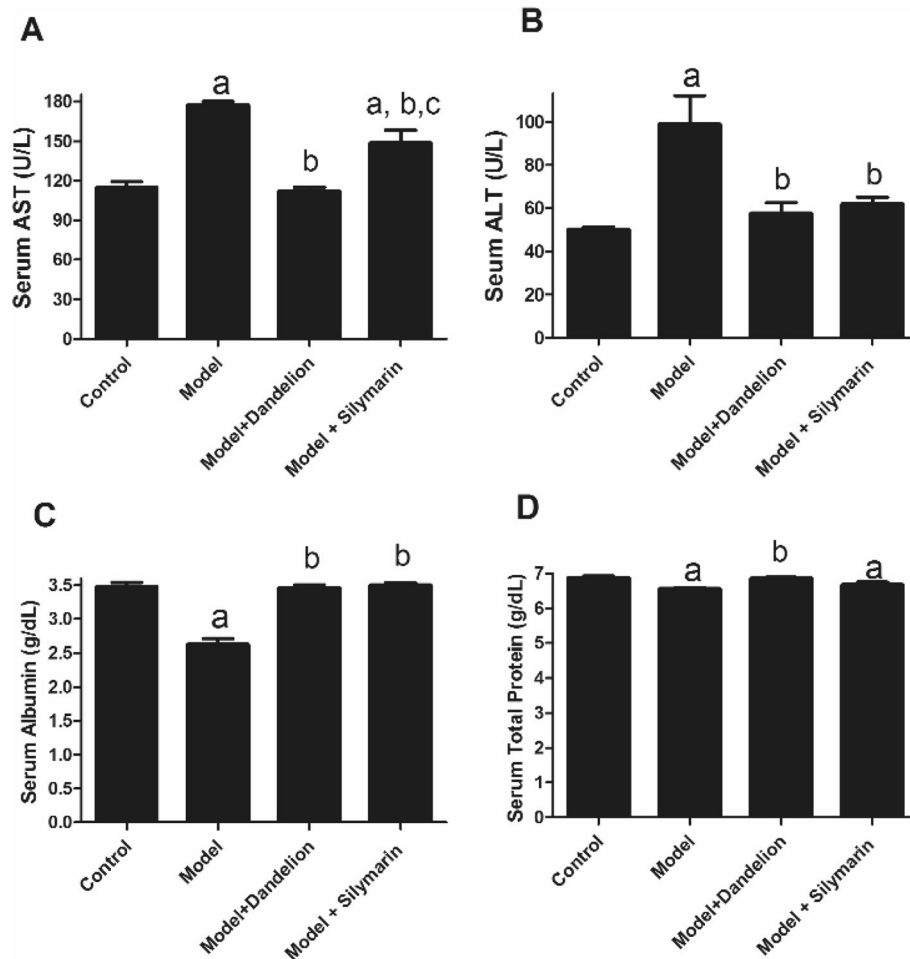 A
Serum AST (U/L)
180
150
120
90
60
30
0
a
b
a, b,c
Control
Model
Model+Dandelion
Model + Silymarin
B
Seum ALT (U/L)
100
80
60
40
20
0
a
b
b
Control
Model
Model+Dandelion
Model + Silymarin
C
Serum Albumin (g/dL)
3.5
3.0
2.5
2.0
1.5
1.0
0.5
0.0
a
b
b
Control
Model
Model+Dandelion
Model + Silymarin
D
Serum Total Protein (g/dL)
7
6
5
4
3
2
1
0
a
b
a
Control
Model
Model+Dandelion
Model + Silymarin